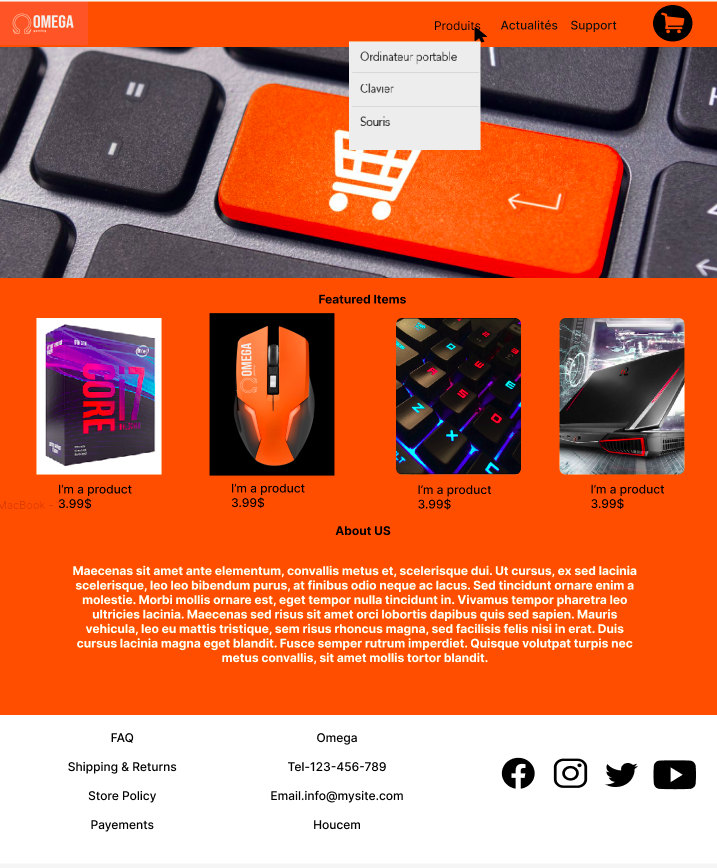 OMEGA
Produits Actualités Support
Ordinateur portable
Clavier
Souris
Featured Items
CORE i7
OMEGA
I'm a product
3.99$
I'm a product
3.99$
I'm a product
3.99$
I'm a product
3.99$
MacBook -
About US
Maecenas sit amet ante elementum, convallis metus et, scelerisque dui. Ut cursus, ex sed lacinia
scelerisque, leo leo bibendum purus, at finibus odio neque ac lacus. Sed tincidunt ornare enim a
molestie. Morbi mollis ornare est, eget tempor nulla tincidunt in. Vivamus tempor pharetra leo
ultricies lacinia. Maecenas sed risus sit amet orci lobortis dapibus quis sed sapien. Mauris
vehicula, leo eu mattis tristique, sem risus rhoncus magna, sed facilisis felis nisi in erat. Duis
cursus lacinia magna eget blandit. Fusce semper rutrum imperdiet. Quisque volutpat turpis nec
metus convallis, sit amet mollis tortor blandit.
FAQ
Shipping & Returns
Store Policy
Payements
Omega
Tel-123-456-789
Email.info@mysite.com
Houcem